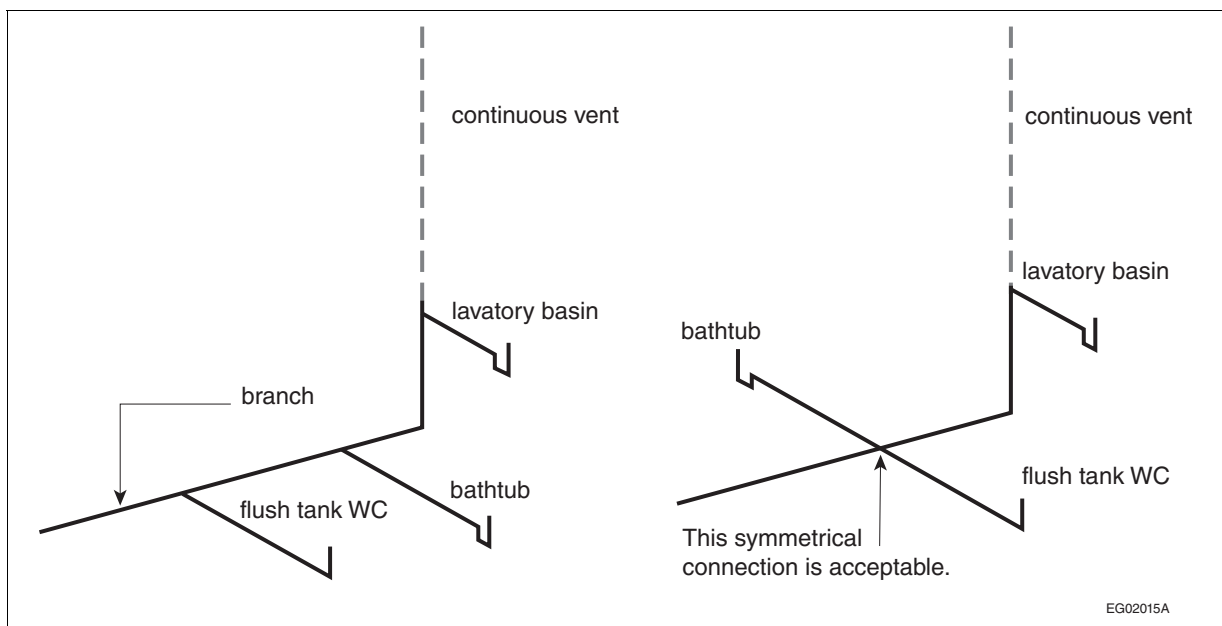 continuous vent
lavatory basin
branch
bathtub
flush tank WC
continuous vent
lavatory basin
bathtub
flush tank WC
This symmetrical
connection is acceptable.
EG02015A